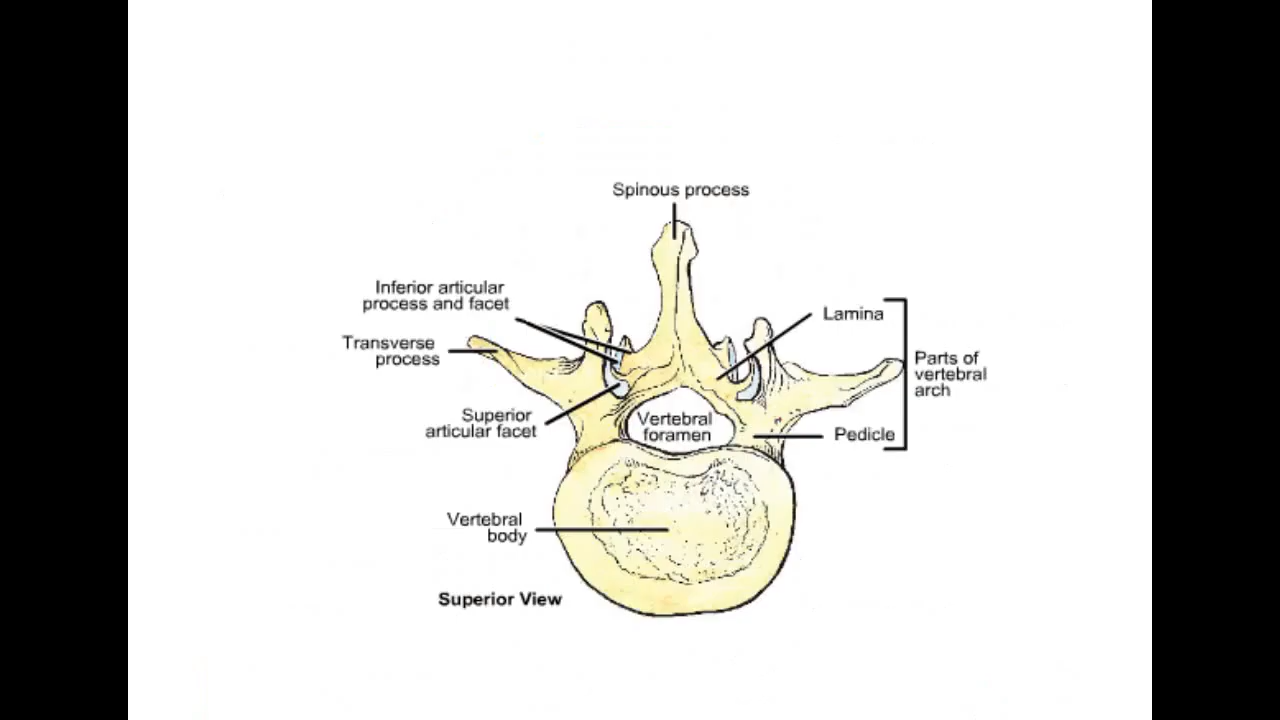 Spinous process
Inferior articular
process and facet
Transverse
process
Superior
articular facet
Vertebral
foramen
Lamina
Parts of
vertebral
arch
Pedicle
Vertebral
body
Superior View